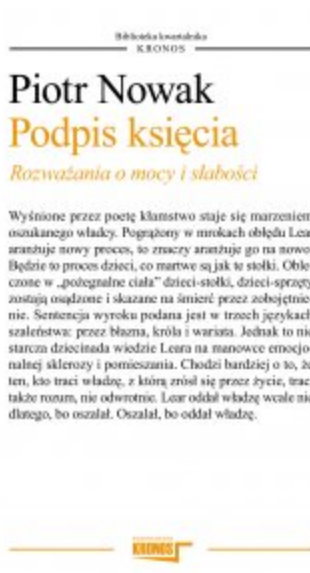 Biblioteka kwartalnika
KRONOS
Piotr Nowak
Podpis księcia
Rozważania o mocy i słabości
Wyśnione przez poetę kłamstwo staje się marzeniem
oszukanego władcy. Pogrążony w mrokach obłędu Lear
aranżuje nowy proces, to znaczy aranżuje go na nowo.
Będzie to proces dzieci, co martwe są jak te stołki. Oble-
czone w „pożegnalne ciała” dzieci-stołki, dzieci-sprzęty
zostają osądzone i skazane na śmierć przez zobojętnie-
nie. Sentencja wyroku podana jest w trzech językach
szaleństwa: przez błazna, króla i wariata. Jednak to nie
starcza dziecinada wiedzie Leara na manowce emocjo-
nalnej sklerozy i pomieszania. Chodzi bardziej o to, że
ten, kto traci władzę, z którą zrósł się przez życie, traci
także rozum, nie odwrotnie. Lear oddał władzę wcale nie
dlatego, bo oszalał. Oszalał, bo oddał władzę.
KRONOS